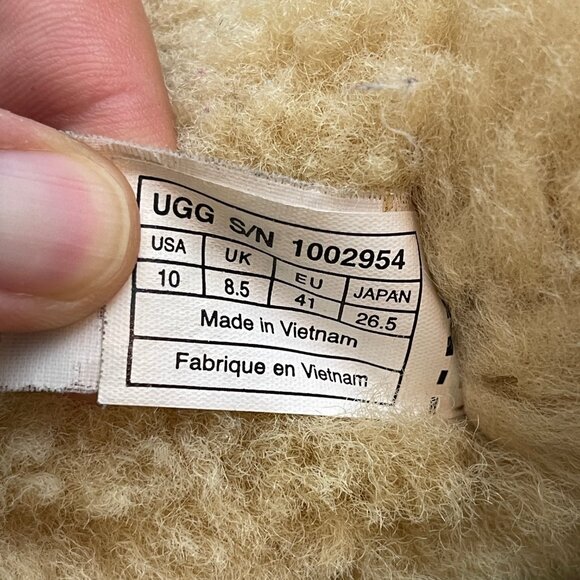 UGG S/N 1002954
USA UK EU JAPAN
10 8.5 41 26.5
Made in Vietnam
Fabrique en Vietnam